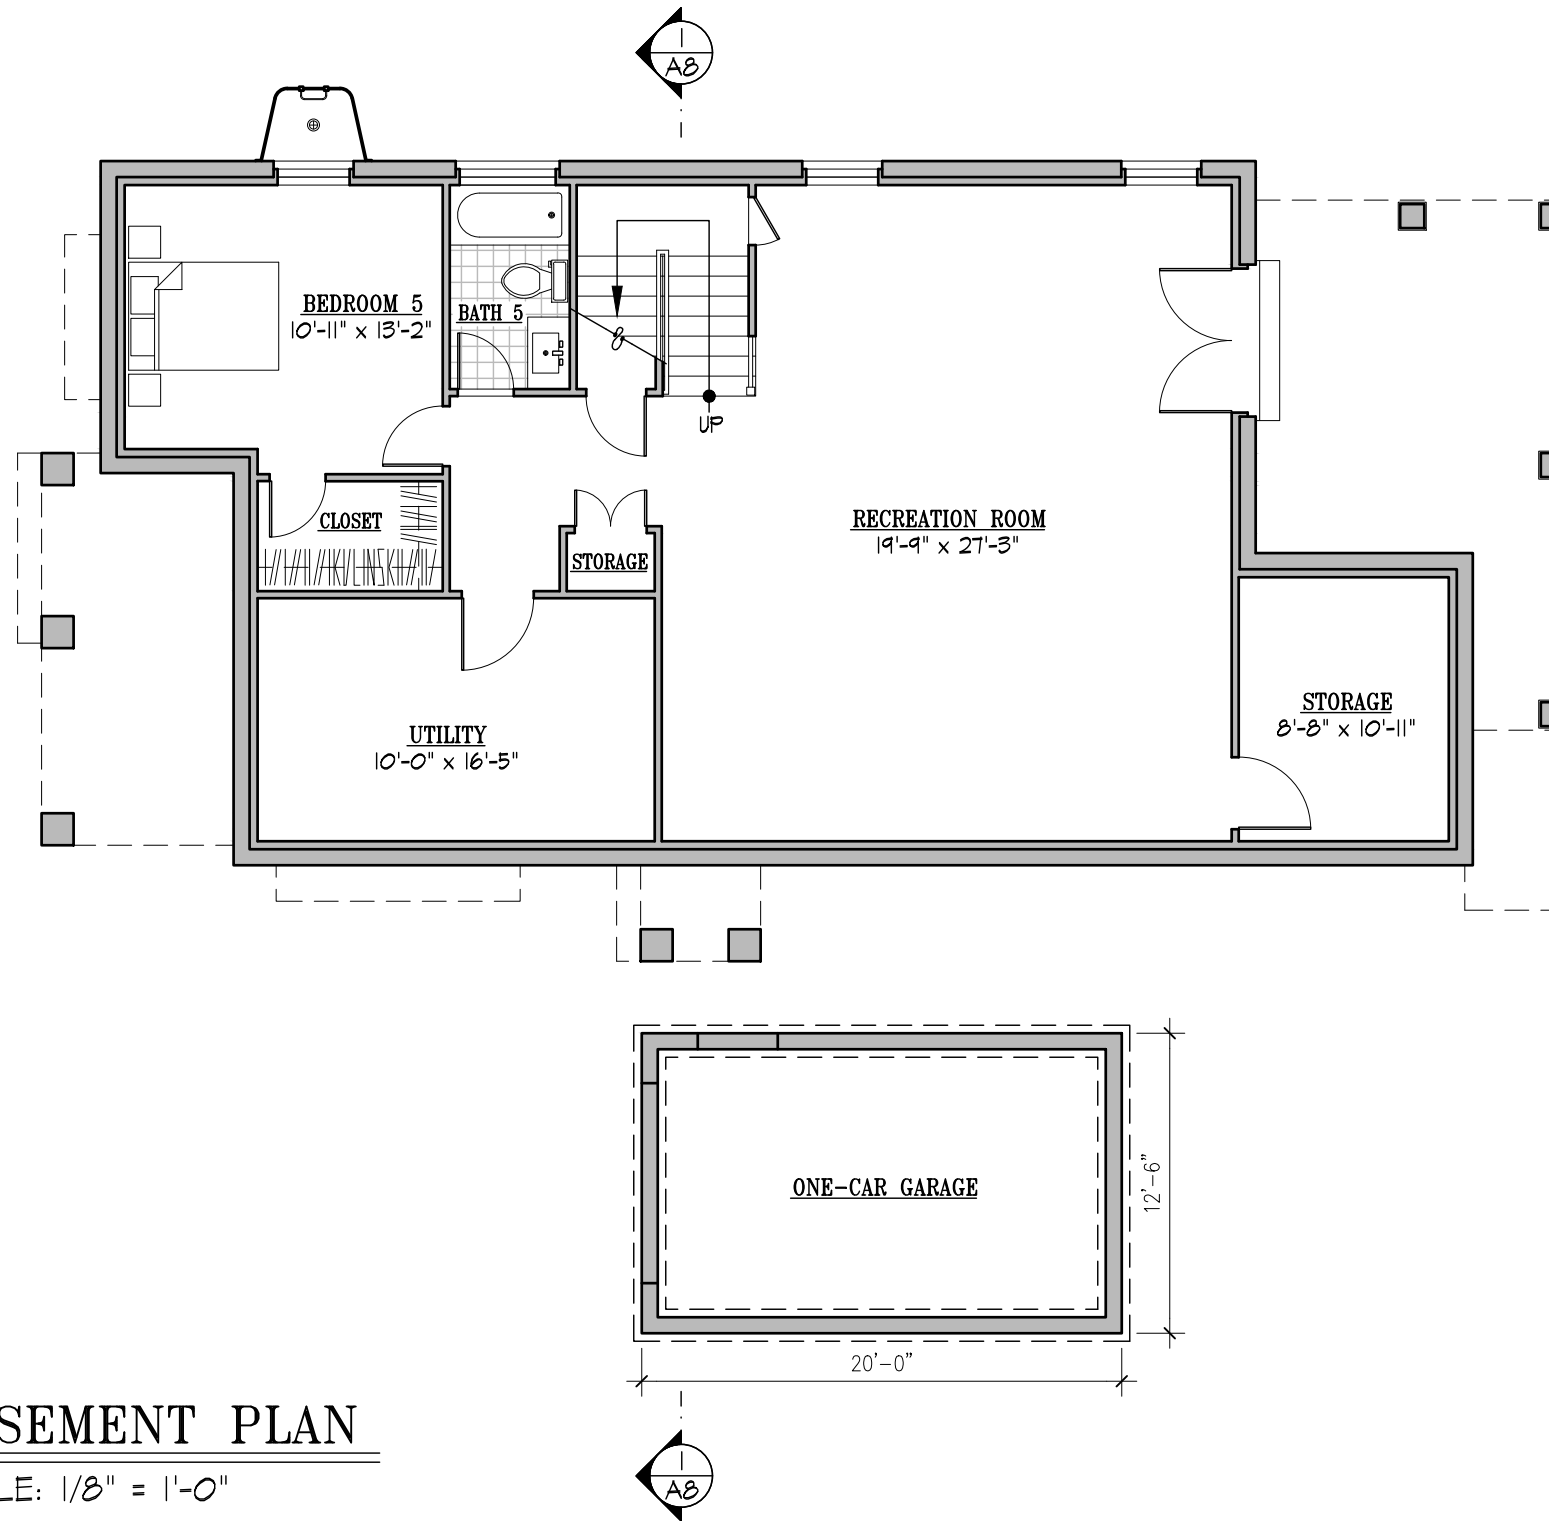 A8
BEDROOM 5
10'-11" x 13'-2"
BATH 5
UP
CLOSET
STORAGE
RECREATION ROOM
19'-9" x 27'-3"
UTILITY
10'-0" x 16'-5"
STORAGE
8'-8" x 10'-11"
ONE-CAR GARAGE
12'-6"
20'-0"
SEMENT PLAN
LE: 1/8" = 1'-0"
A8